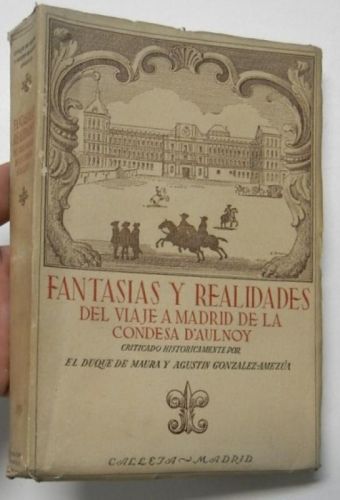 FANTASIAS Y REALIDADES
DEL VIAJE A MADRID DE LA
CONDESA D'AULNOY
CRITICADO HISTORICAMENTE POR
EL DUQUE DE MAURA Y AGUSTIN GONZALEZ-AMEZÚA
CALLEJA~MADRID